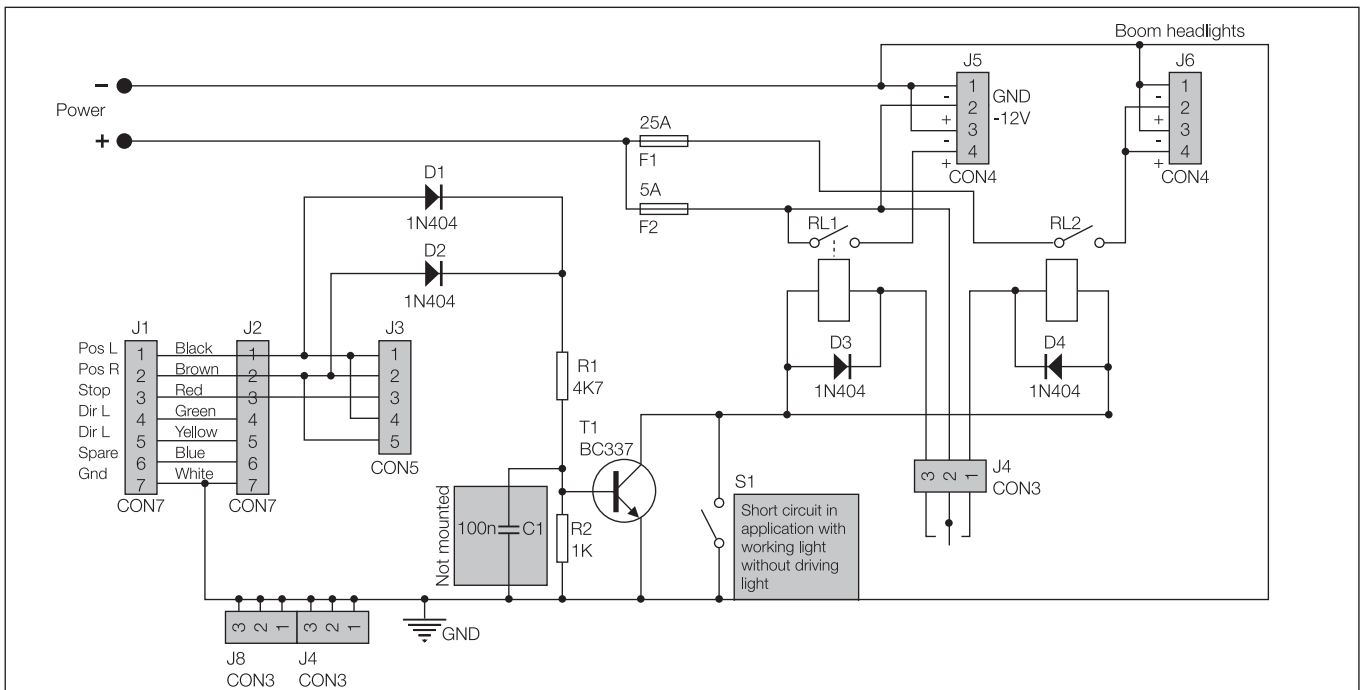 Boom headlights
J5
J6
−
Power
+
1
2
3
4
-
+
-
+
GND
-12V
CON4
1
2
3
4
-
+
-
+
CON4
25A
F1
5A
F2
D1
1N404
D2
1N404
RL1
RL2
J1
J2
J3
Pos L
1
Black
1
1
Pos R
2
Brown
2
2
Stop
3
Red
3
3
Dir L
4
Green
4
4
Dir L
5
Yellow
5
5
Spare
6
Blue
6
Gnd
7
White
7
CON7
CON7
CON5
R1
4K7
D3
1N404
D4
1N404
T1
BC337
3
2
1
J4
CON3
Not mounted
100n
C1
R2
1K
S1
Short circuit in
application with
working light
without driving
light
3
2
1
3
2
1
GND
J8
CON3
J4
CON3